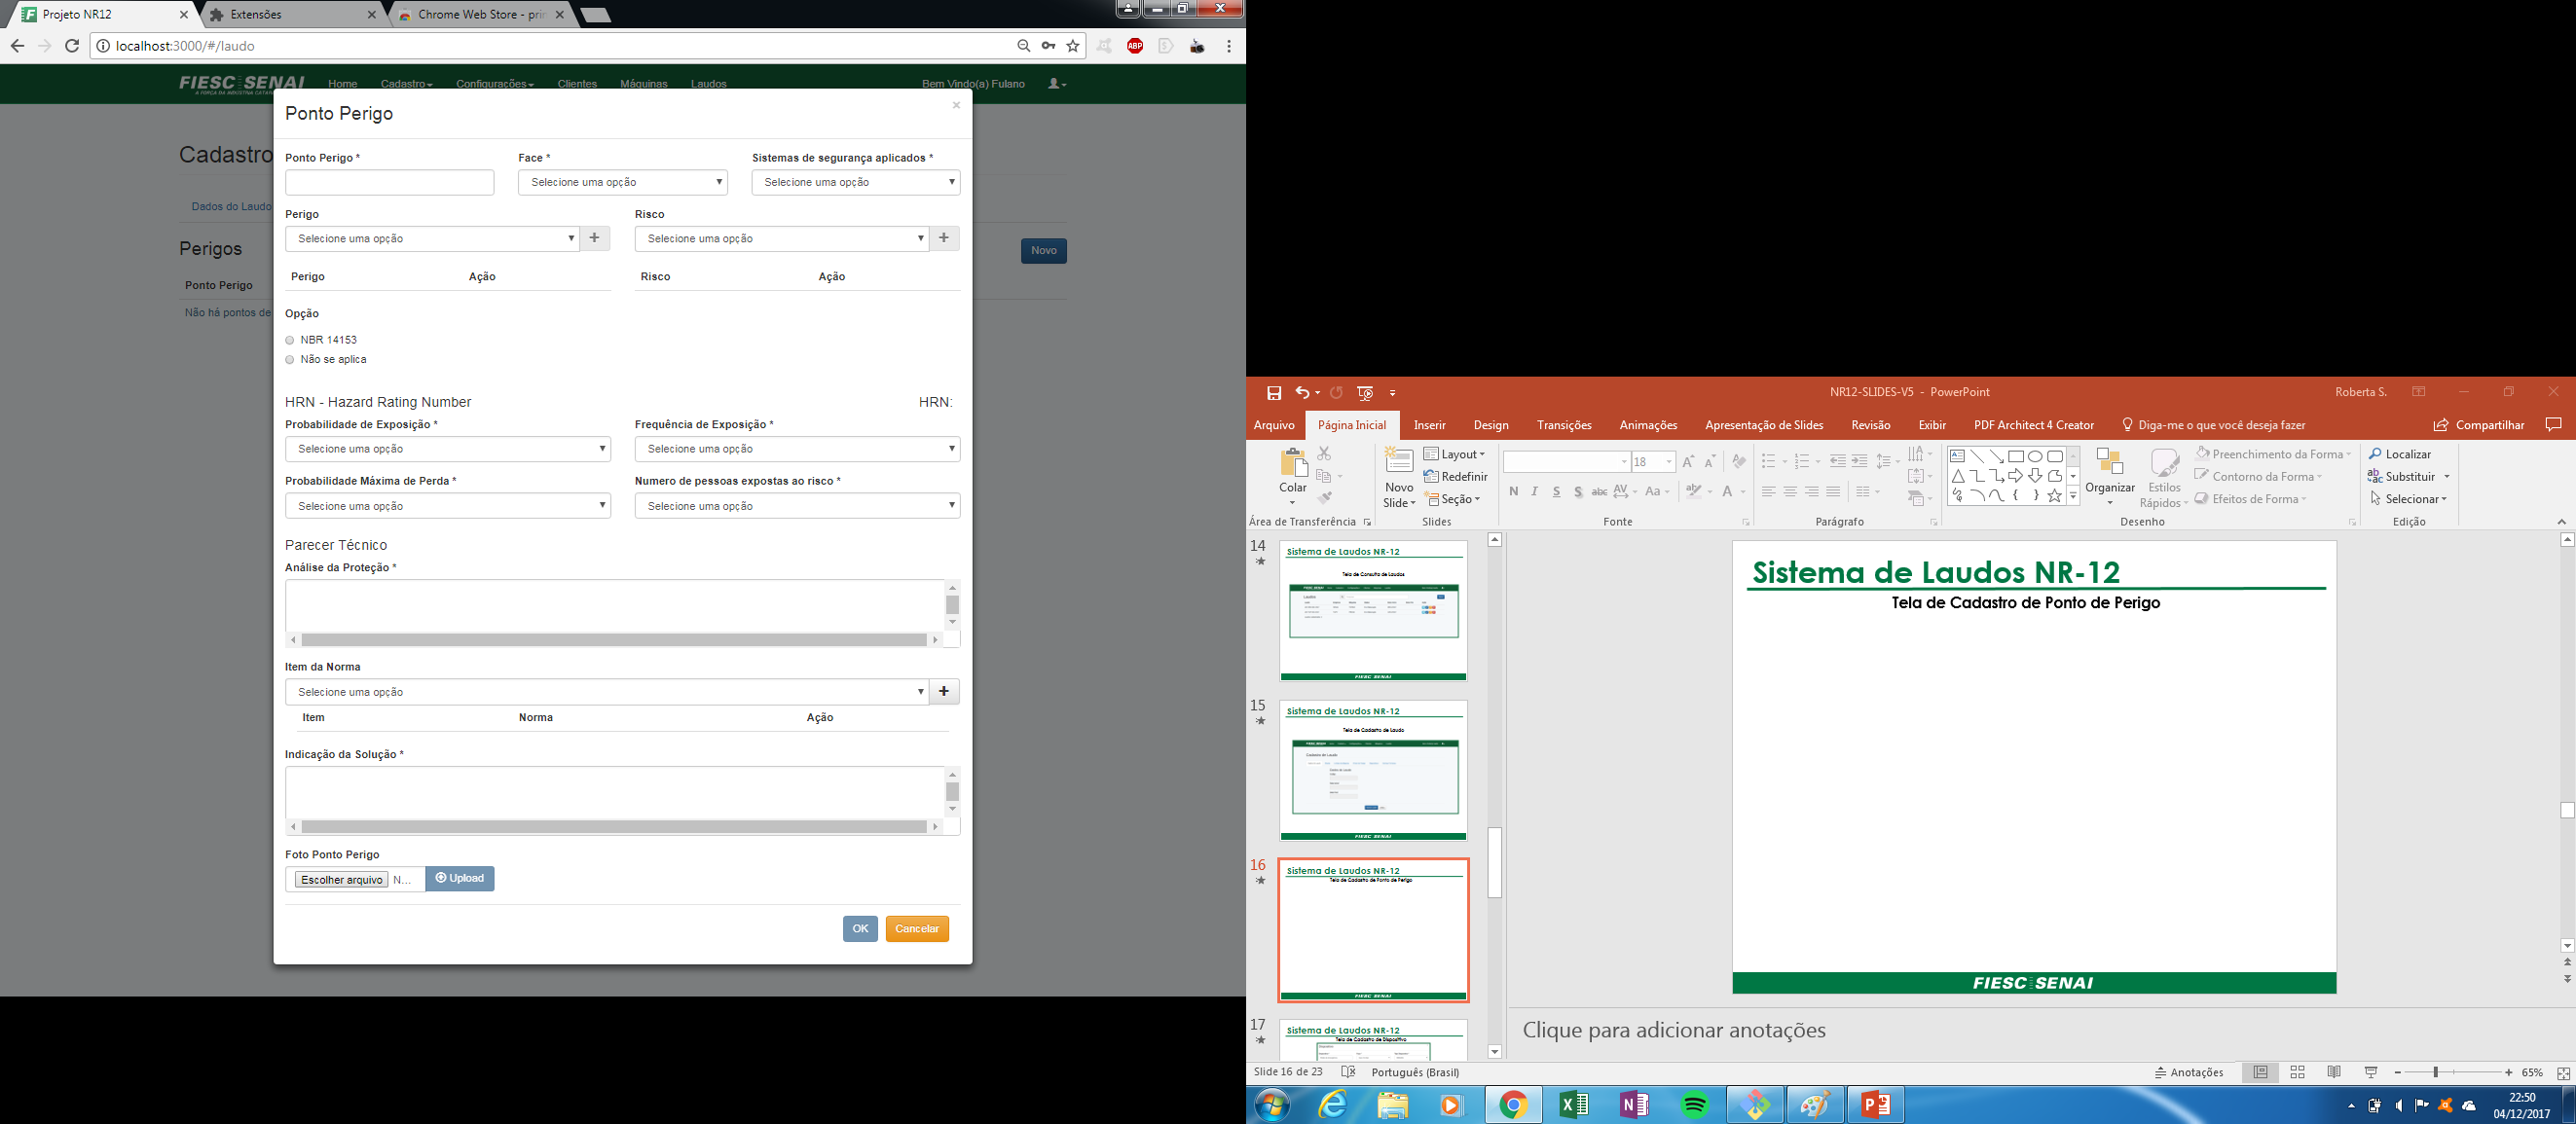 Projeto NR12
Extensões
Chrome Web Store - prin
localhost:3000/#/laudo
FIESC SENAI
Home Cadastro Configurações Clientes Máquinas Laudos Bem Vindo(a) Fulano
Cadastro
Dados do Laudo
Perigos
Novo
Ponto Perigo
Não há pontos de
Ponto Perigo
×
Ponto Perigo * Face * Sistemas de segurança aplicados *
Selecione uma opção Selecione uma opção
Perigo Risco
Selecione uma opção + Selecione uma opção +
Perigo Ação Risco Ação
Opção
NBR 14153
Não se aplica
HRN - Hazard Rating Number HRN:
Probabilidade de Exposição * Frequência de Exposição *
Selecione uma opção Selecione uma opção
Probabilidade Máxima de Perda * Numero de pessoas expostas ao risco *
Selecione uma opção Selecione uma opção
Parecer Técnico
Análise da Proteção *
Item da Norma
Selecione uma opção +
Item Norma Ação
Indicação da Solução *
Foto Ponto Perigo
Escolher arquivo N... Upload
OK Cancelar
NR12-SLIDES-V5 - PowerPoint
Roberta S.
Arquivo Página Inicial Inserir Design Transições Animações Apresentação de Slides Revisão Exibir PDF Architect 4 Creator Diga-me o que você deseja fazer Compartilhar
Colar
Novo
Slide
Layout
Redefinir
Seção
18
N I S S abc AV Aa A
Organizar
Estilos
Rápidos
Preenchimento da Forma
Contorno da Forma
Efeitos de Forma
Localizar
Substituir
Selecionar
Área de Transferência Slides Fonte Parágrafo Desenho Edição
14
Sistema de Laudos NR-12
Tela de Consulta de Laudos
FIESC SENAI
15
Sistema de Laudos NR-12
Tela de Cadastro de Laudo
FIESC SENAI
16
Sistema de Laudos NR-12
Tela de Cadastro de Ponto de Perigo
FIESC SENAI
17
Sistema de Laudos NR-12
Tela de Cadastro de Dispositivo
Sistema de Laudos NR-12
Tela de Cadastro de Ponto de Perigo
FIESC SENAI
Clique para adicionar anotações
Slide 16 de 23 Português (Brasil) Anotações 65%
22:50
04/12/2017